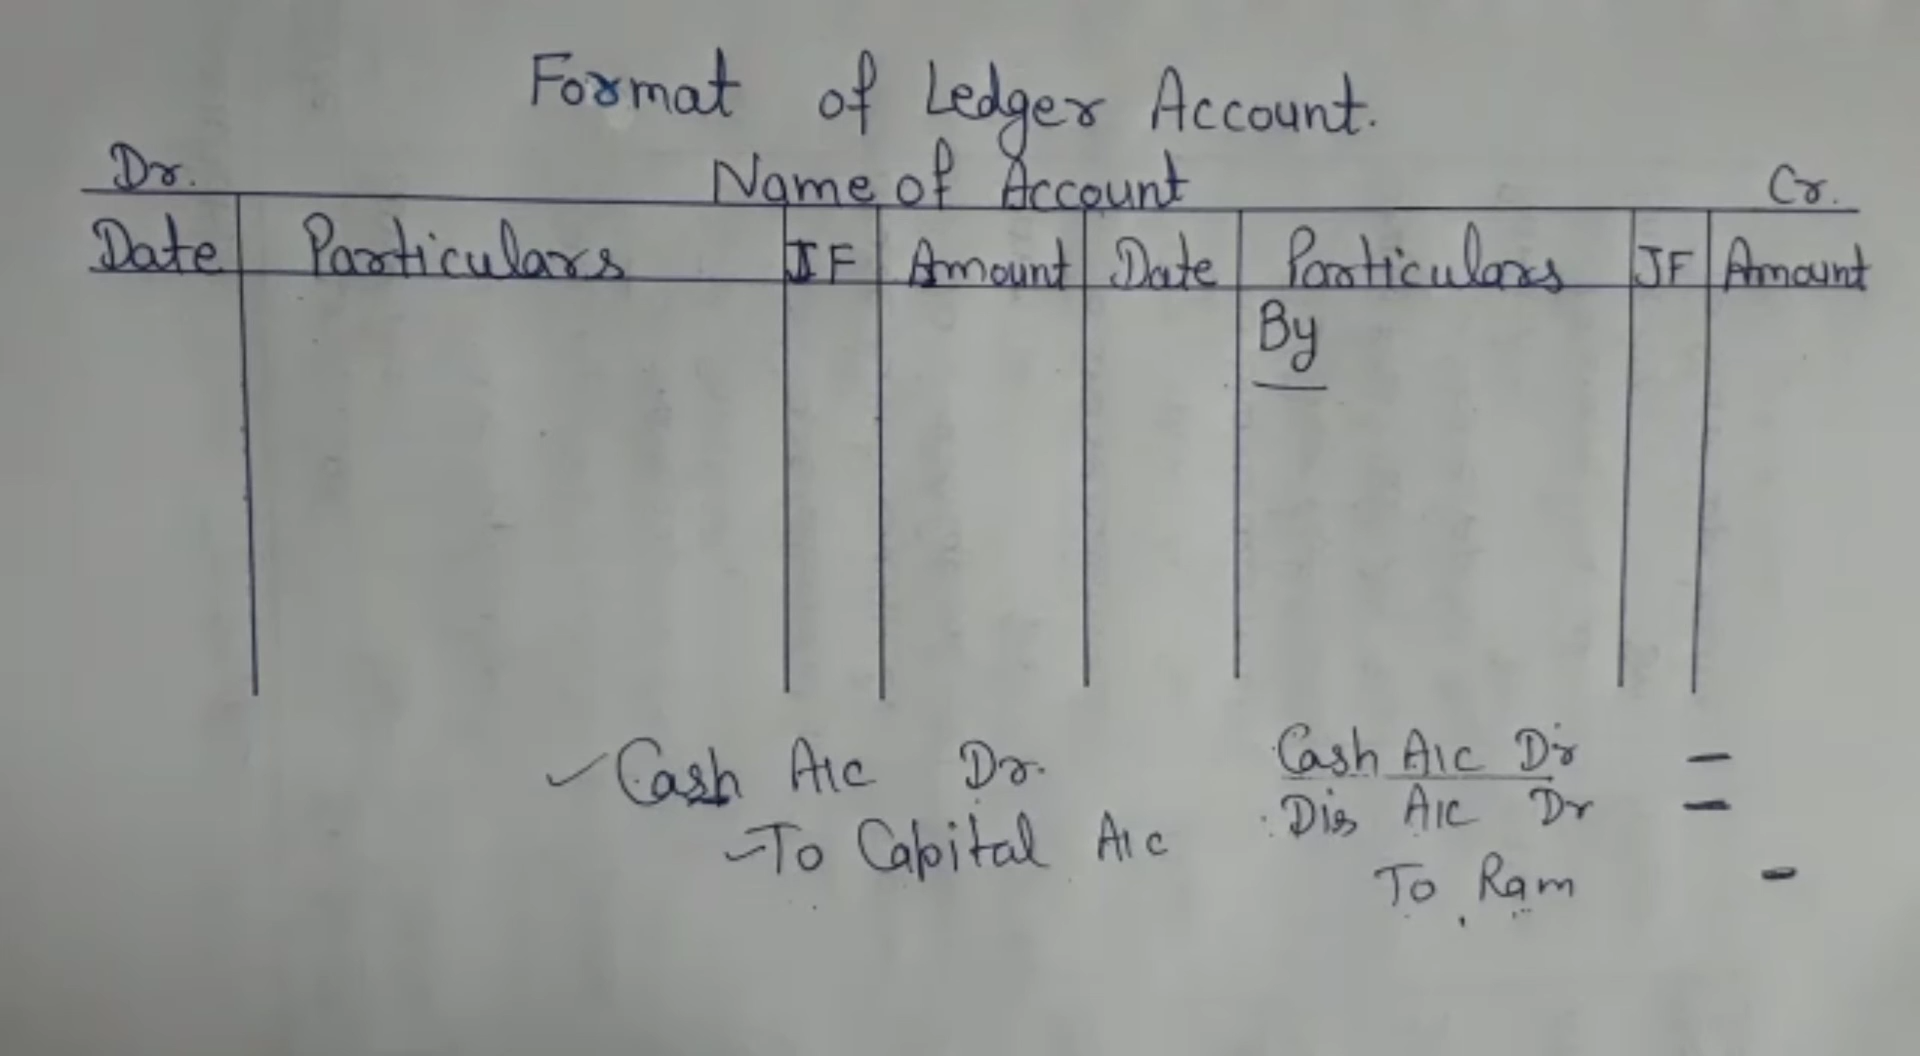 Format of Ledger Account.
Dr. Name of Account Cr.
Date Particulars JF Amount Date Particulars JF Amount
By
Cash A/c Dr.
To Capital A/c
Cash A/c Dr -
Dis A/c Dr -
To Ram -